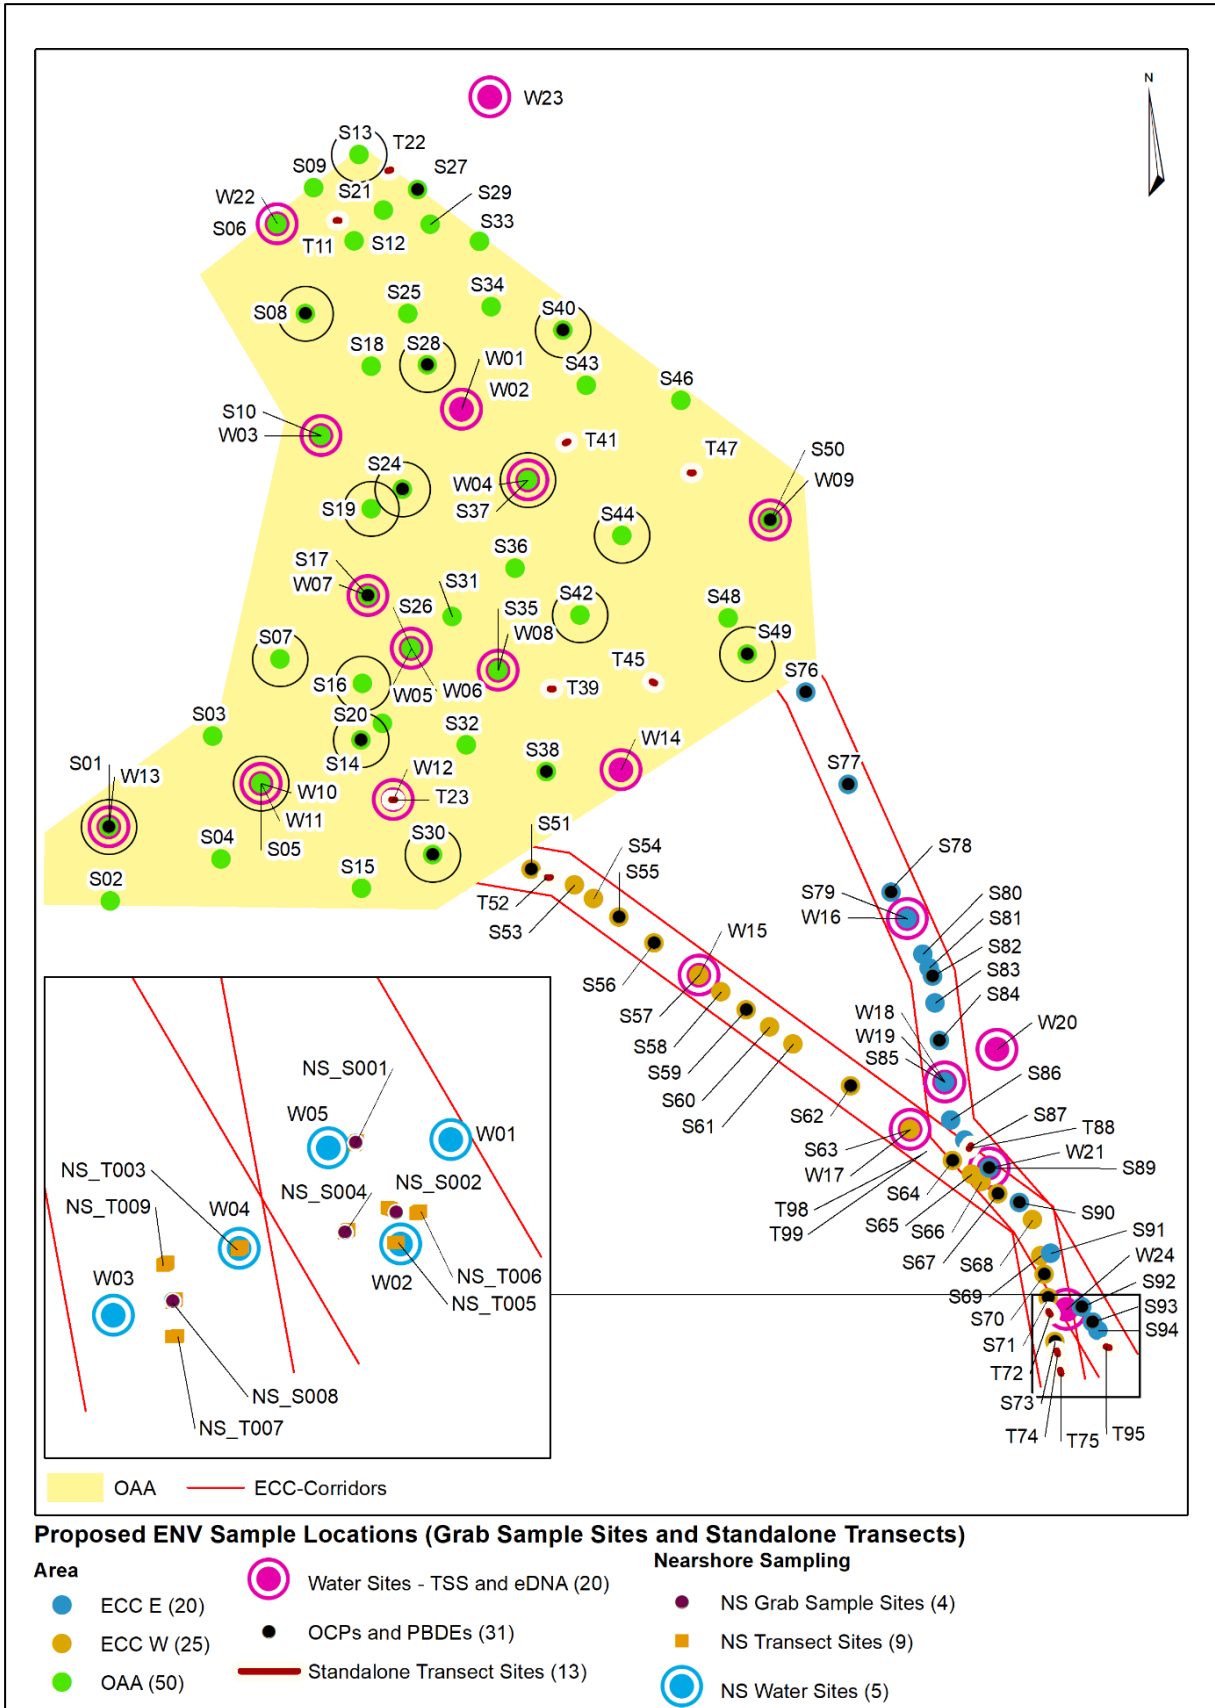 N
W23
S13
T22
S09
S27
S21
W22
S29
S06
S33
T11
S12
S34
S25
S08
S40
S28
S18
W01
S43
W02
S46
S10
W03
T41
T47
S50
S24
W04
W09
S19
S37
S44
S36
S17
W07
S31
S26
S35
S42
S48
W08
S07
S49
T45
S76
S16
W05
W06
T39
S03
S20
S32
W14
S38
S77
S14
S01
W13
W10
W12
W11
T23
S04
S05
S30
S51
S54
S78
S55
S15
S02
T52
S79
S80
S53
W16
S81
W15
S82
S56
S83
S57
S84
W18
S58
W19
W20
S59
S85
S60
S86
S61
S62
S87
S63
T88
W17
W21
S64
S89
T98
S65
T99
S66
S90
S67
S91
S68
W24
S69
S92
S70
S93
S71
S94
T72
S73
T74
T75
T95
NS_S001
W05
W01
NS_T003
NS_S002
NS_S004
NS_T009
W04
W03
W02
NS_T006
NS_T005
NS_S008
NS_T007
OAA
ECC-Corridors
Proposed ENV Sample Locations (Grab Sample Sites and Standalone Transects)
Area
ECC E (20)
ECC W (25)
OAA (50)
Water Sites - TSS and eDNA (20)
OCPs and PBDEs (31)
Standalone Transect Sites (13)
Nearshore Sampling
NS Grab Sample Sites (4)
NS Transect Sites (9)
NS Water Sites (5)